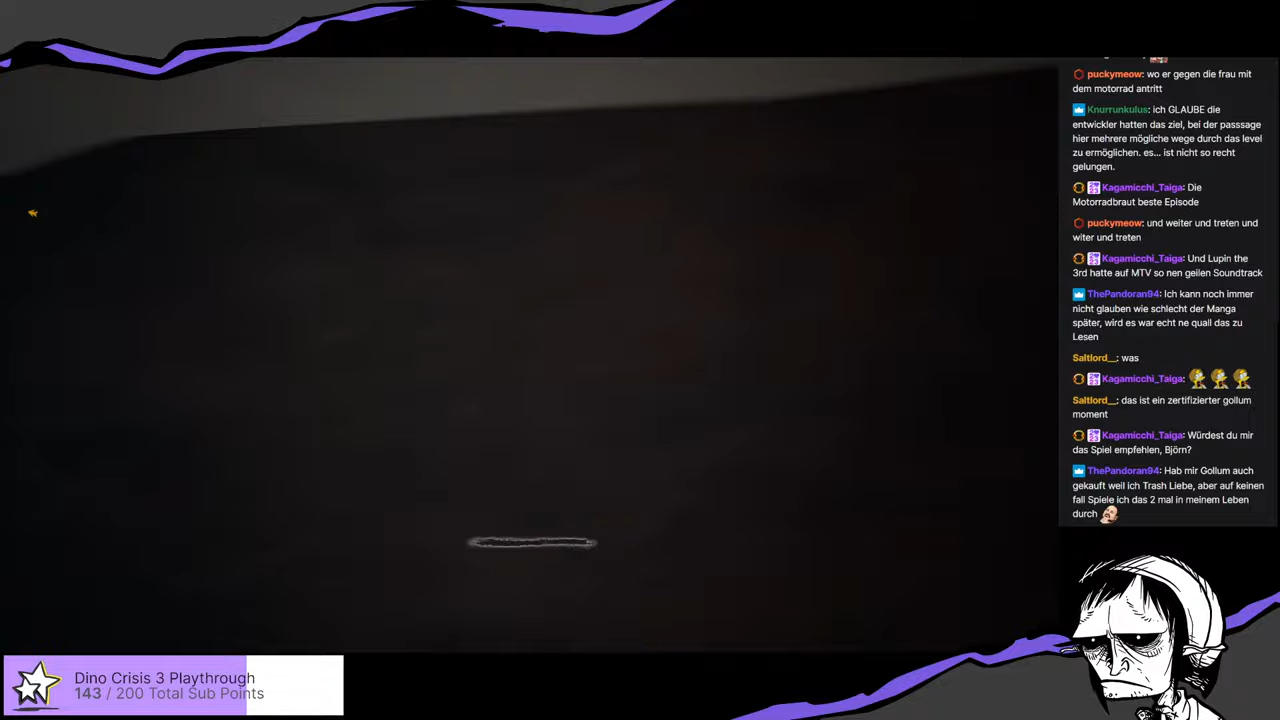 puckymeow: wo er gegen die frau mit
dem motorrad antritt
Knurrunkulus: ich GLAUBE die
entwickler hatten das ziel, bei der passsage
hier mehrere mögliche wege durch das level
zu ermöglichen. es... ist nicht so recht
gelungen.
Kagamicchi_Taiga: Die
Motorradbraut beste Episode
puckymeow: und weiter und treten und
witer und treten
Kagamicchi_Taiga: Und Lupin the
3rd hatte auf MTV so nen geilen Soundtrack
ThePandoran94: Ich kann noch immer
nicht glauben wie schlecht der Manga
später, wird es war echt ne quall das zu
Lesen
Saltlord__: was
Kagamicchi_Taiga:
Saltlord__: das ist ein zertifizierter gollum
moment
Kagamicchi_Taiga: Würdest du mir
das Spiel empfehlen, Björn?
ThePandoran94: Hab mir Gollum auch
gekauft weil ich Trash Liebe, aber auf keinen
fall Spiele ich das 2 mal in meinem Leben
durch
Dino Crisis 3 Playthrough
143 / 200 Total Sub Points